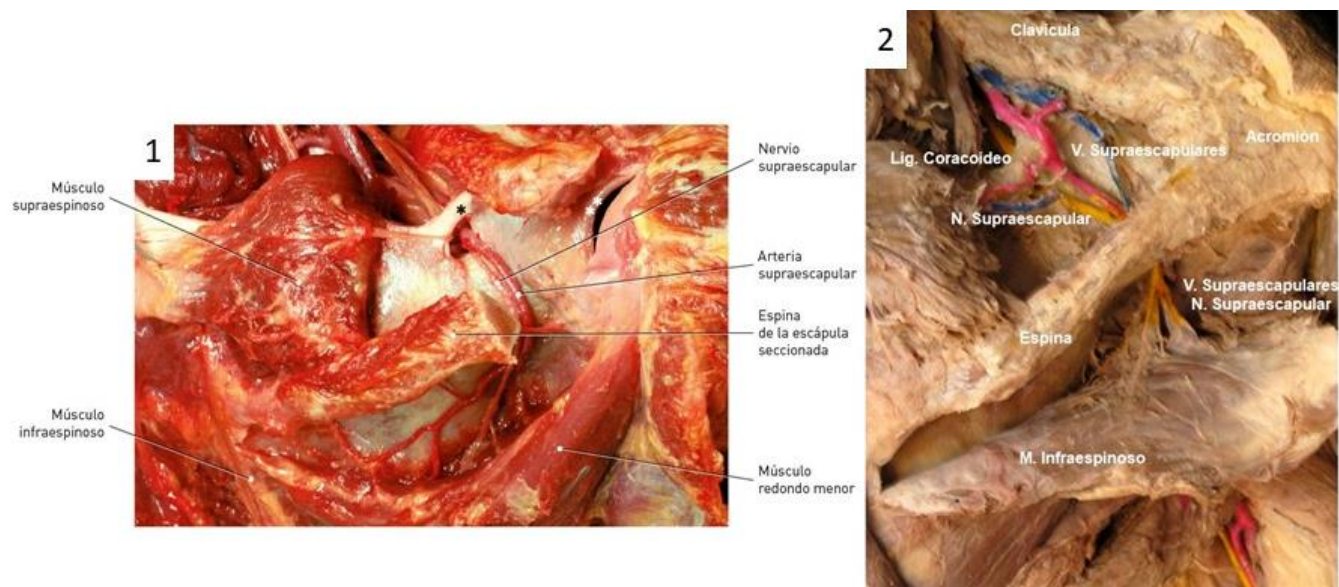 1
Músculo
supraespinoso
Músculo
infraespinoso
*
*
*
Nervio
supraescapular
Arteria
supraescapular
Espina
de la escápula
seccionada
Músculo
redondo menor
2
Clavícula
Acromión
Lig. Coracoideo
V. Supraescapulares
N. Supraescapular
V. Supraescapulares
N. Supraescapular
Espina
M. Infraespinoso